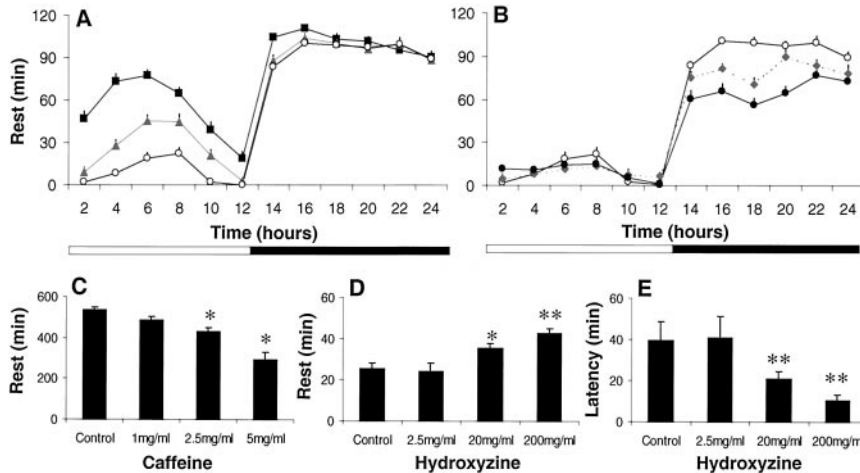 A
Rest (min)
120
90
60
30
0
2 4 6 8 10 12 14 16 18 20 22 24
Time (hours)
B
Rest (min)
120
90
60
30
0
2 4 6 8 10 12 14 16 18 20 22 24
Time (hours)
C
Rest (min)
600
400
200
0
*
*
Control 1mg/ml 2.5mg/ml 5mg/ml
Caffeine
D
Rest (min)
60
40
20
0
*
**
Control 2.5mg/ml 20mg/ml 200mg/ml
Hydroxyzine
E
Latency (min)
60
40
20
0
**
**
Control 2.5mg/ml 20mg/ml 200mg/ml
Hydroxyzine